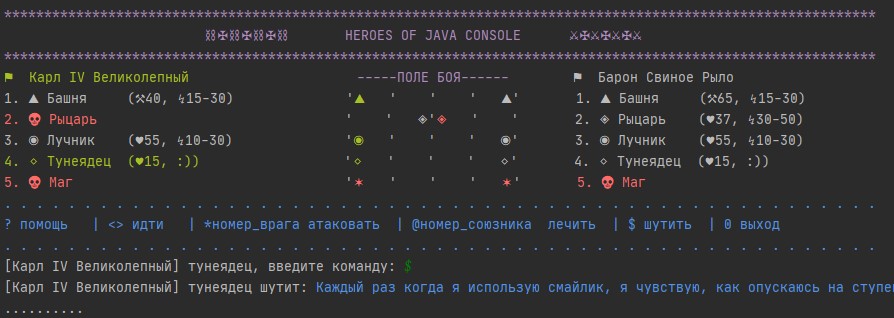 ************************************************************************************************************
⛓✠⛓✠⛓✠⛓ HEROES OF JAVA CONSOLE ⚔✠⚔✠⚔✠⚔
************************************************************************************************************
⚑ Карл IV Великолепный -----ПОЛЕ БОЯ------ ⚑ Барон Свиное Рыло
1. ▲ Башня (⚒40, ϟ15-30) '▲ ' ' ▲' 1. ▲ Башня (⚒65, ϟ15-30)
2. 💀 Рыцарь ' ' ◈'◈ ' ' 2. ◈ Рыцарь (♥37, ϟ30-50)
3. ◉ Лучник (♥55, ϟ10-30) '◉ ' ' ◉' 3. ◉ Лучник (♥55, ϟ10-30)
4. ⋄ Тунеядец (♥15, :)) '⋄ ' ' ⋄' 4. ⋄ Тунеядец (♥15, :))
5. 💀 Маг '✶ ' ' ✶' 5. 💀 Маг
. . . . . . . . . . . . . . . . . . . . . . . . . . . . . . . . . . . . . . . . . . . .
? помощь | <> идти | *номер_врага атаковать | @номер_союзника лечить | $ шутить | 0 выход
. . . . . . . . . . . . . . . . . . . . . . . . . . . . . . . . . . . . . . . . . . . .
[Карл IV Великолепный] тунеядец, введите команду: $
[Карл IV Великолепный] тунеядец шутит: Каждый раз когда я использую смайлик, я чувствую, как опускаюсь на
..........